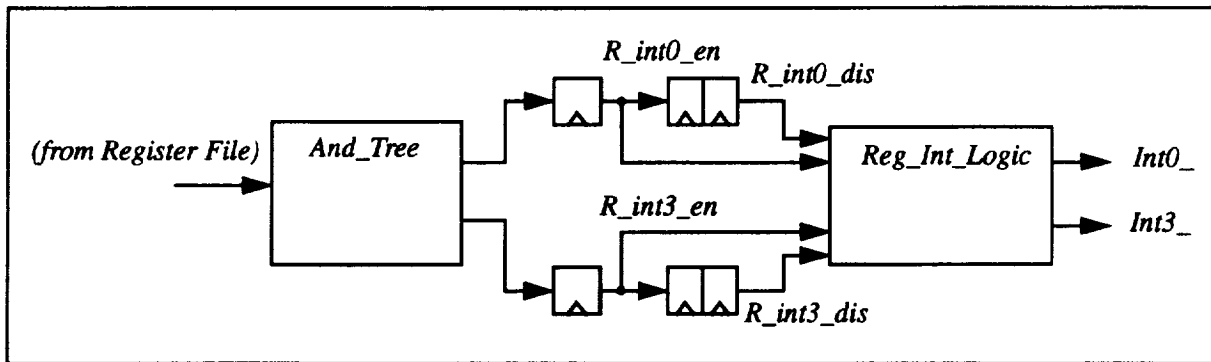 R_int0_en
R_int0_dis
(from Register File)
And_Tree
Reg_Int_Logic
Int0_
R_int3_en
Int3_
R_int3_dis